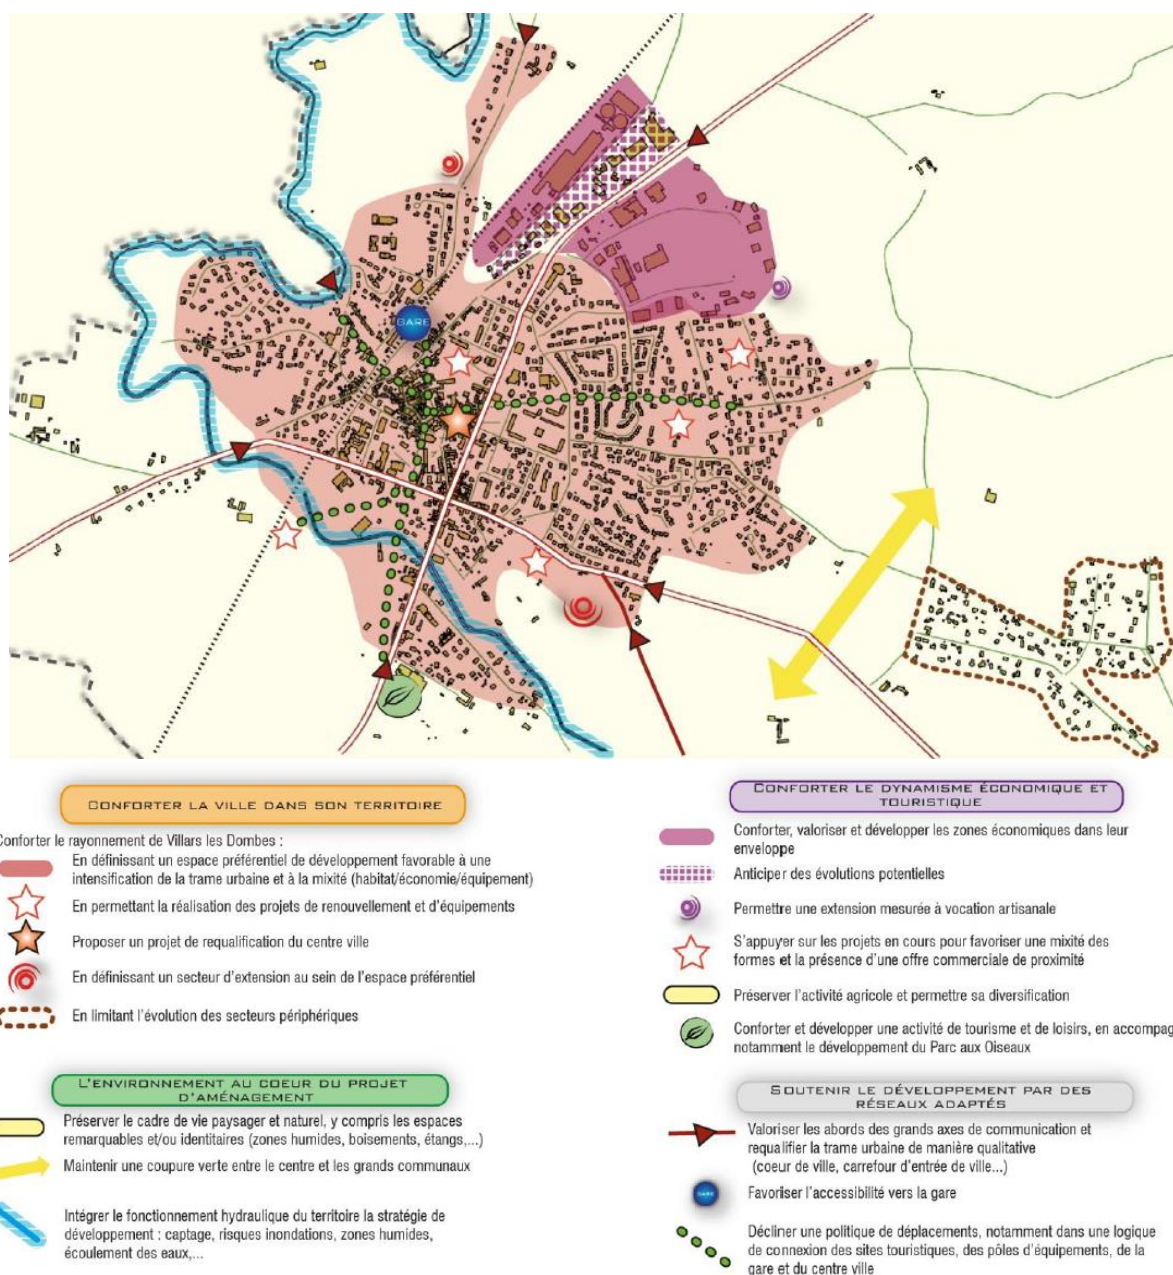 GARE
CONFORTER LA VILLE DANS SON TERRITOIRE
Conforter le rayonnement de Villars les Dombes :
En définissant un espace préférentiel de développement favorable à une
intensification de la trame urbaine et à la mixité (habitat/économie/équipement)
En permettant la réalisation des projets de renouvellement et d'équipements
Proposer un projet de requalification du centre ville
En définissant un secteur d'extension au sein de l'espace préférentiel
En limitant l'évolution des secteurs périphériques
L'ENVIRONNEMENT AU COEUR DU PROJET
D'AMÉNAGEMENT
Préserver le cadre de vie paysager et naturel, y compris les espaces
remarquables et/ou identitaires (zones humides, boisements, étangs,...)
Maintenir une coupure verte entre le centre et les grands communaux
Intégrer le fonctionnement hydraulique du territoire la stratégie de
développement : captage, risques inondations, zones humides,
écoulement des eaux,...
CONFORTER LE DYNAMISME ÉCONOMIQUE ET
TOURISTIQUE
Conforter, valoriser et développer les zones économiques dans leur
enveloppe
Anticiper des évolutions potentielles
Permettre une extension mesurée à vocation artisanale
S'appuyer sur les projets en cours pour favoriser une mixité des
formes et la présence d'une offre commerciale de proximité
Préserver l'activité agricole et permettre sa diversification
Conforter et développer une activité de tourisme et de loisirs, en accompag
notamment le développement du Parc aux Oiseaux
SOUTENIR LE DÉVELOPPEMENT PAR DES
RÉSEAUX ADAPTÉS
Valoriser les abords des grands axes de communication et
requalifier la trame urbaine de manière qualitative
(coeur de ville, carrefour d'entrée de ville...)
GARE
Favoriser l'accessibilité vers la gare
Décliner une politique de déplacements, notamment dans une logique
de connexion des sites touristiques, des pôles d'équipements, de la
gare et du centre ville